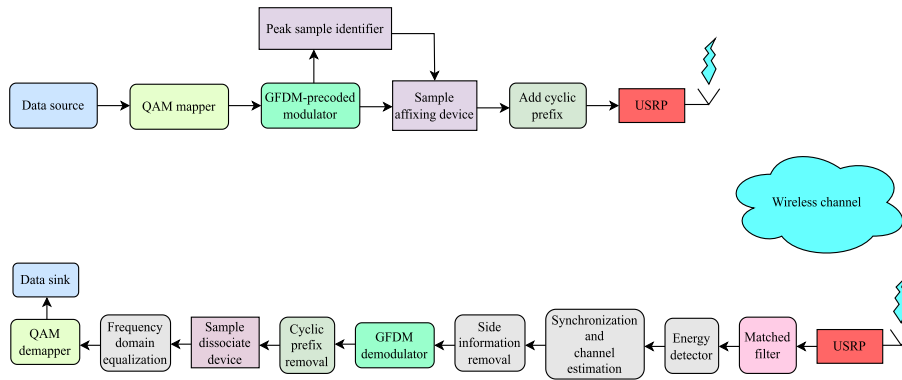 Peak sample identifier
Data source
QAM mapper
GFDM-precoded
modulator
Sample
affixing device
Add cyclic
prefix
USRP
Wireless channel
Data sink
QAM
demapper
Frequency
domain
equalization
Sample
dissociate
device
Cyclic
prefix
removal
GFDM
demodulator
Side
information
removal
Synchronization
and
channel
estimation
Energy
detector
Matched
filter
USRP